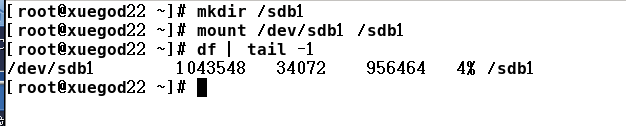 [root@xuegod22 ~]# mkdir /sdb1
[root@xuegod22 ~]# mount /dev/sdb1 /sdb1
[root@xuegod22 ~]# df | tail -1
/dev/sdb1 1043548 34072 956464 4% /sdb1
[root@xuegod22 ~]#